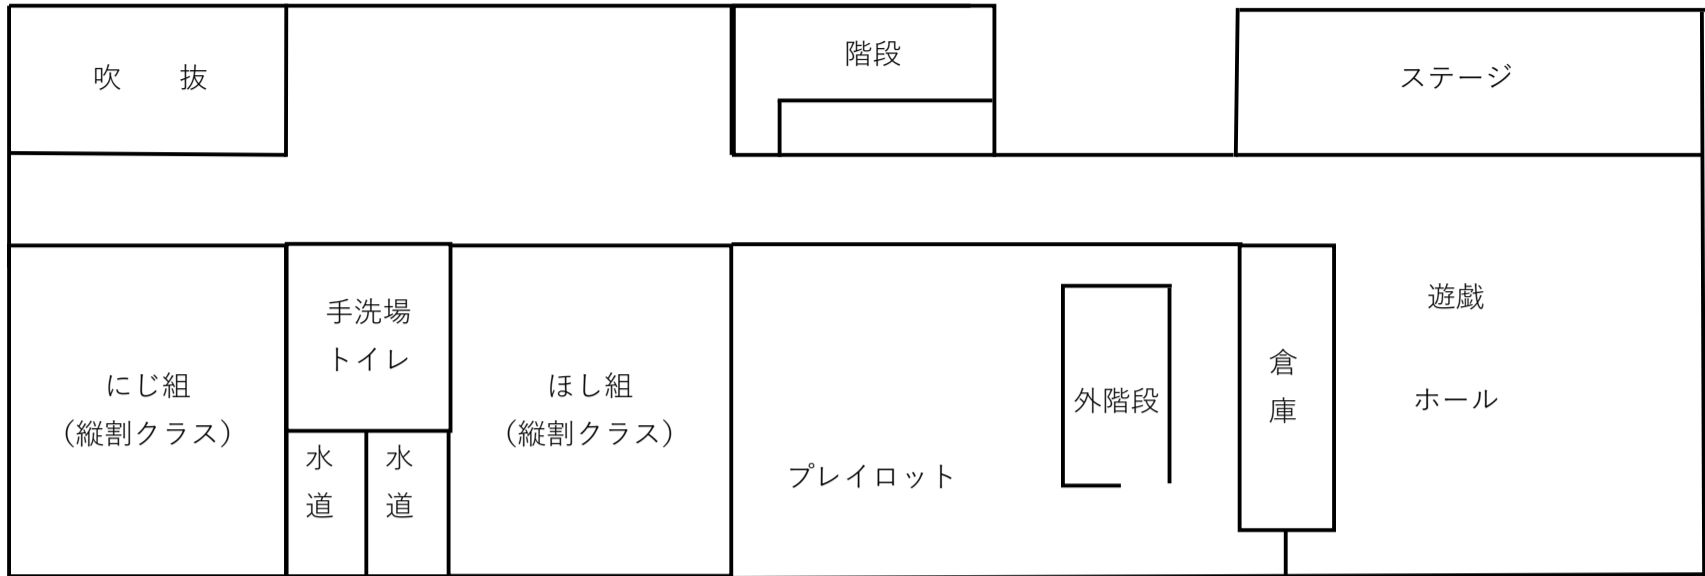 吹　　抜
階段
ステージ
にじ組
（縦割クラス）
手洗場
トイレ
水道
水道
ほし組
（縦割クラス）
プレイロット
外階段
倉庫
遊戯
ホール